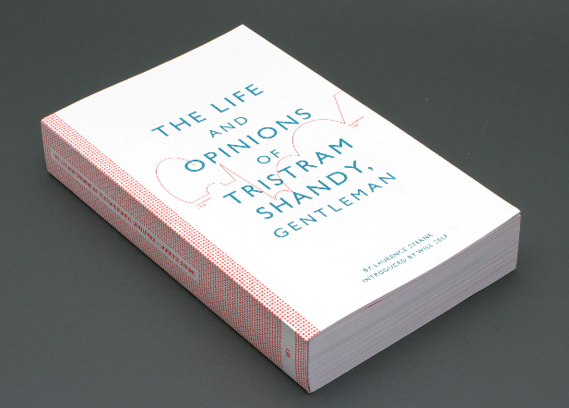 THE LIFE
AND
OPINIONS
OF
TRISTRAM
SHANDY,
GENTLEMAN
BY LAURENCE STERNE
INTRODUCED BY WILL SELF